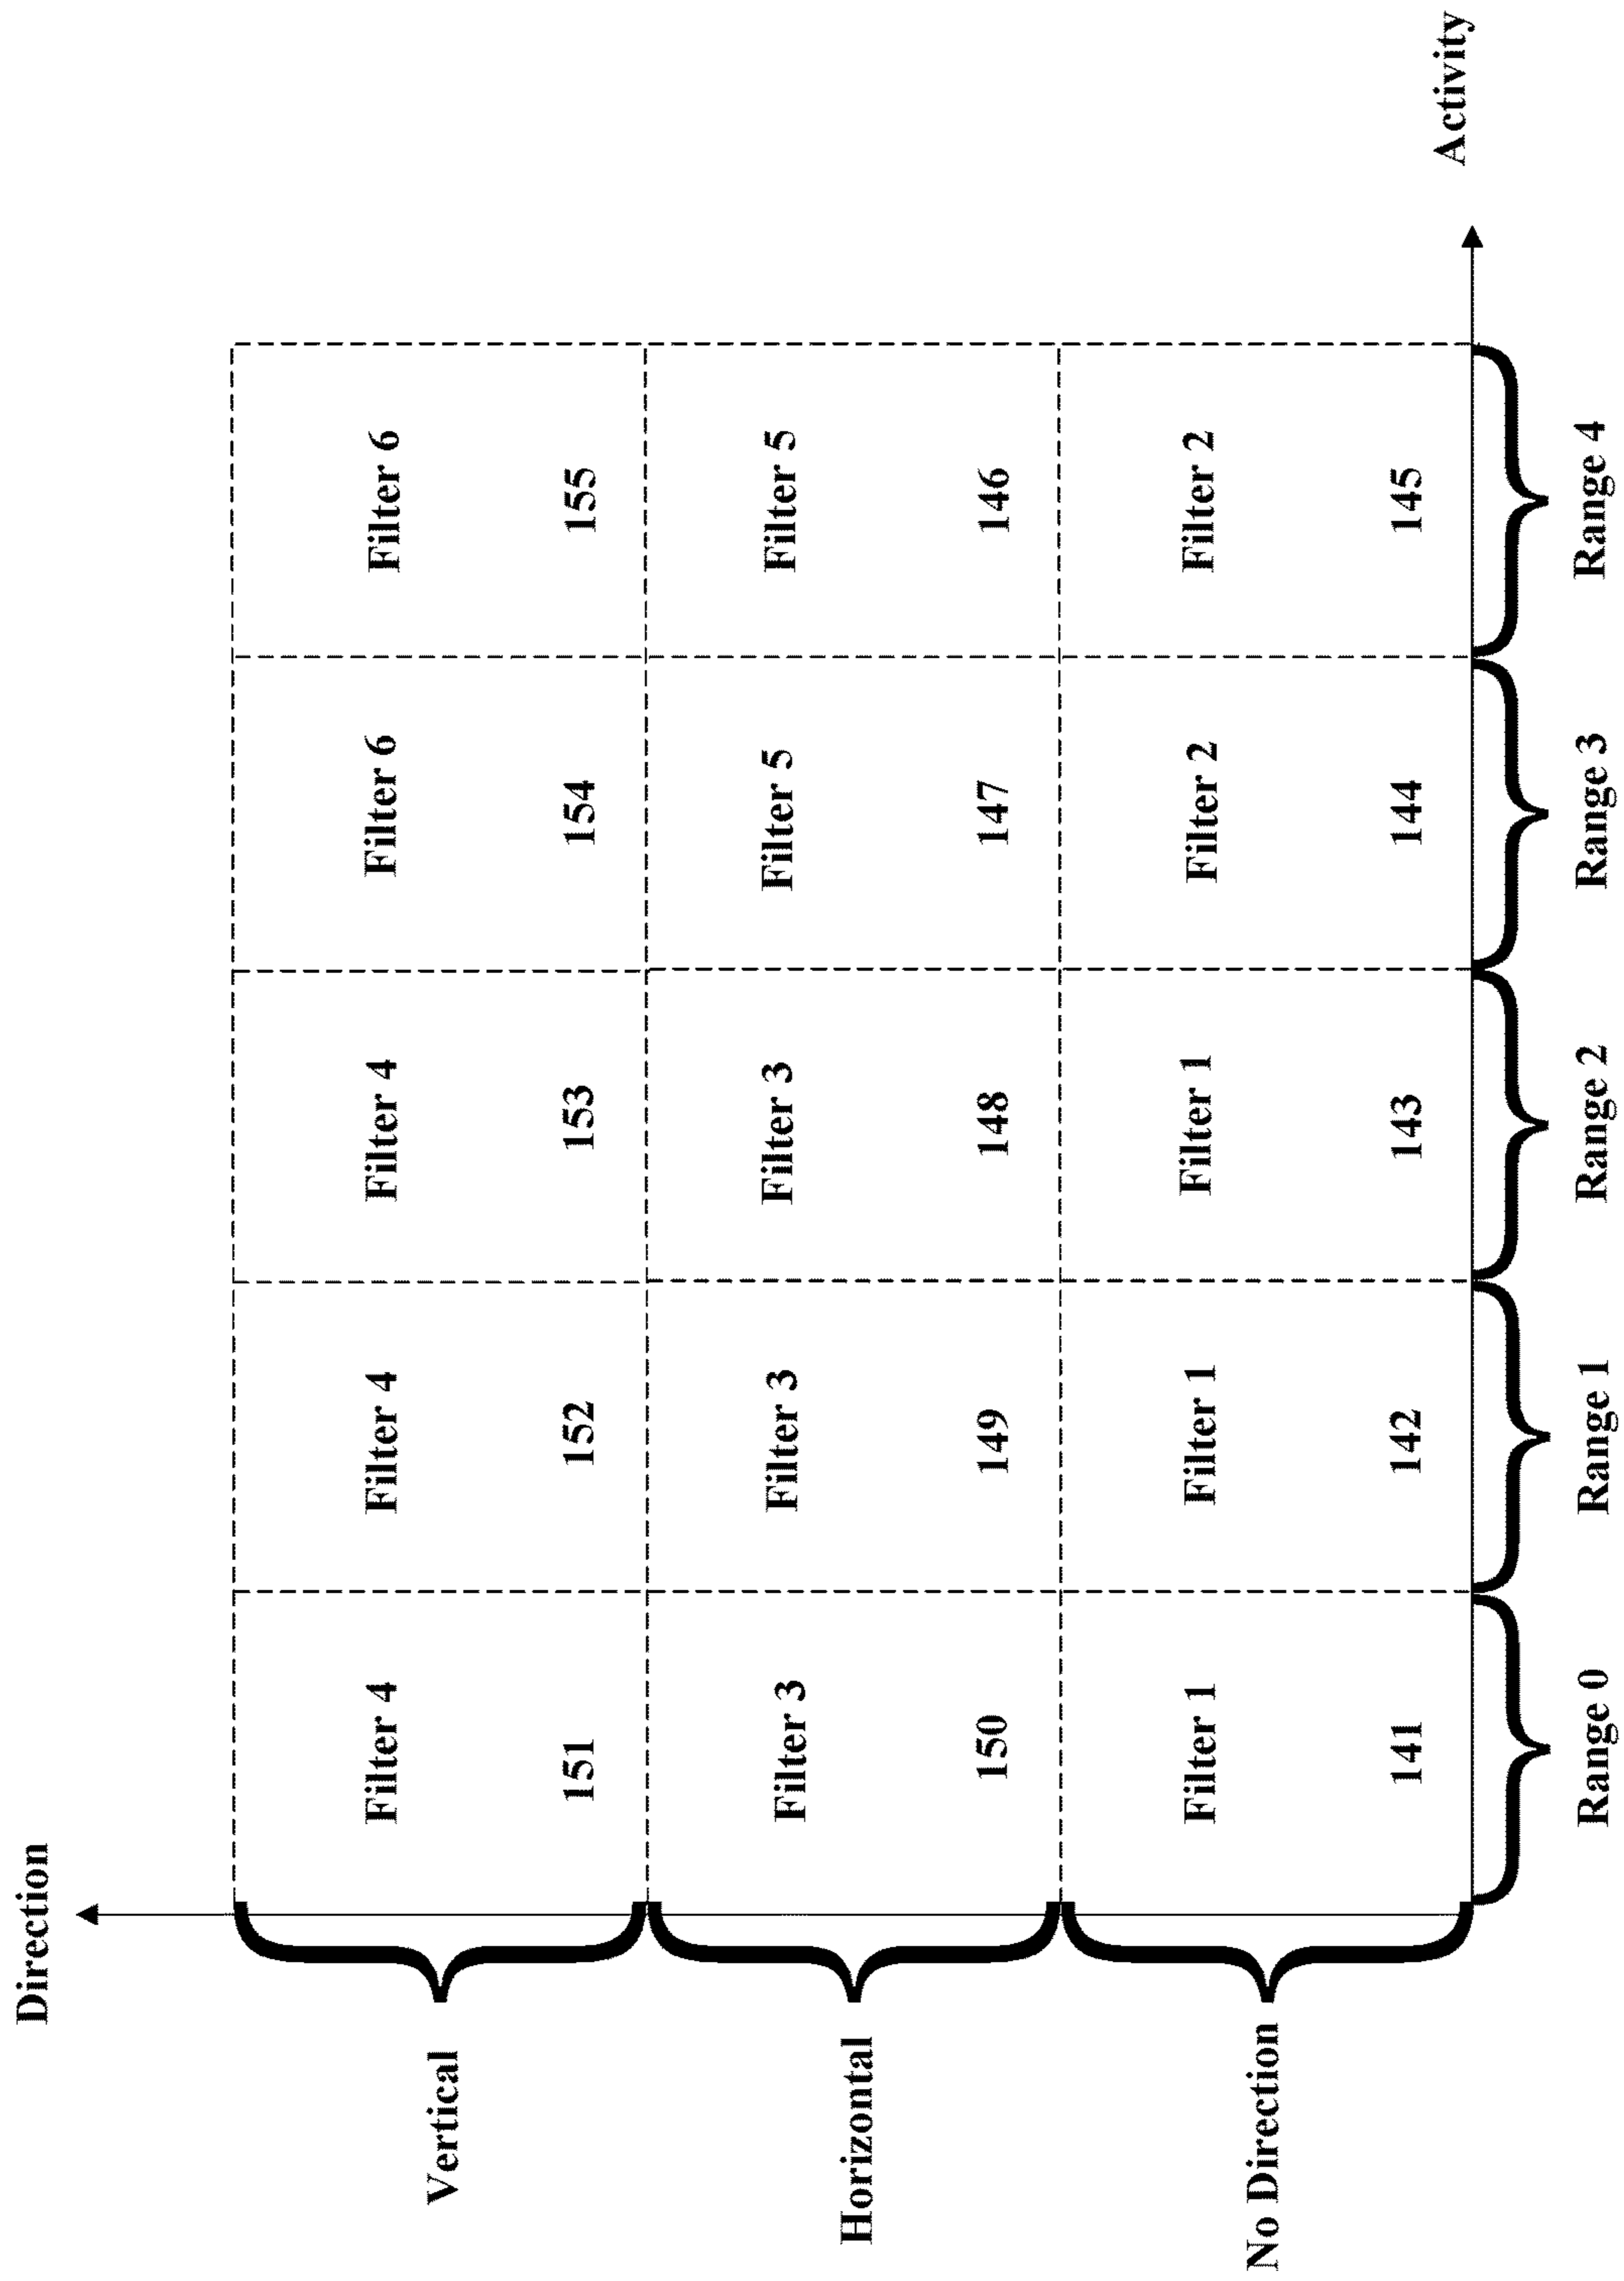 Direction
Vertical
Filter 4
Filter 4
Filter 4
Filter 6
Filter 6
151
152
153
154
155
Horizontal
Filter 3
Filter 3
Filter 3
Filter 5
Filter 5
150
149
148
147
146
No Direction
Filter 1
Filter 1
Filter 1
Filter 2
Filter 2
141
142
143
144
145
Activity
Range 0
Range 1
Range 2
Range 3
Range 4